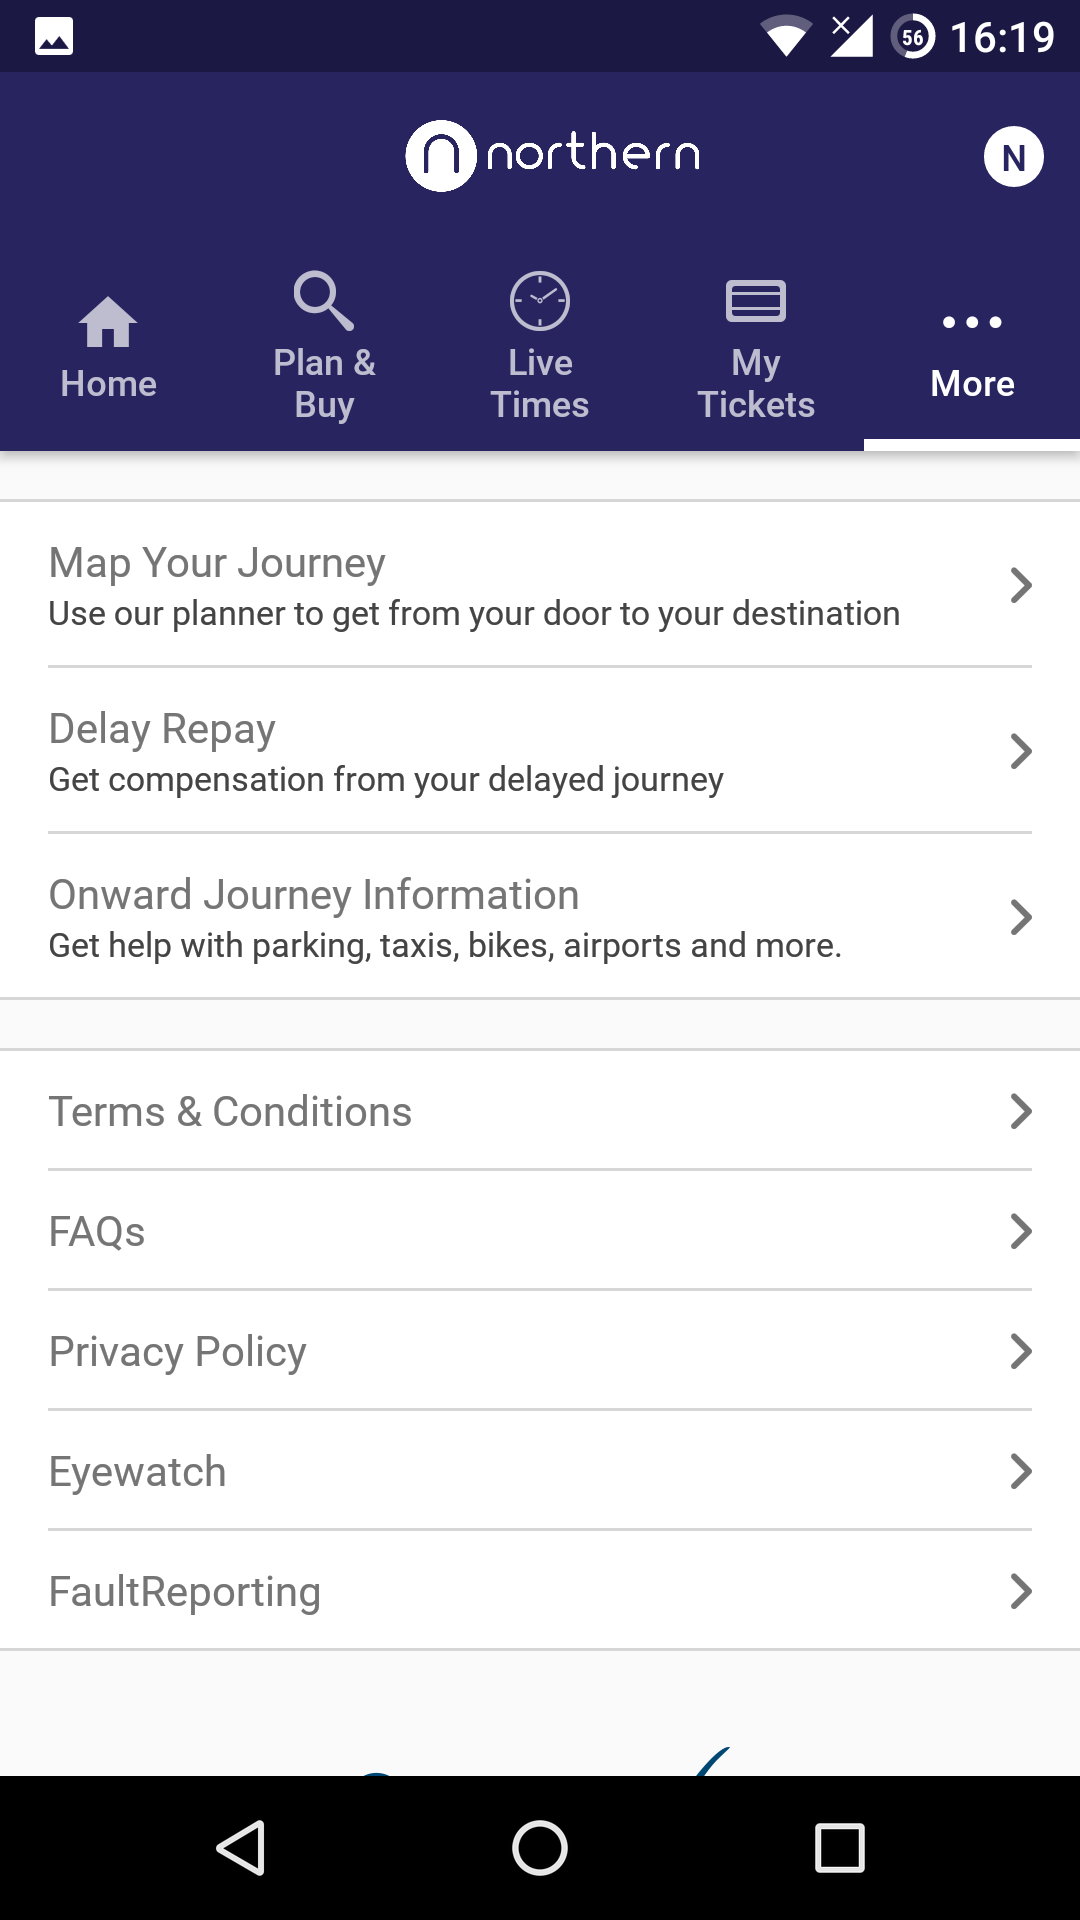 56 16:19
northern
N
Home
Plan &
Buy
Live
Times
My
Tickets
More
Map Your Journey
Use our planner to get from your door to your destination
Delay Repay
Get compensation from your delayed journey
Onward Journey Information
Get help with parking, taxis, bikes, airports and more.
Terms & Conditions
FAQs
Privacy Policy
Eyewatch
FaultReporting